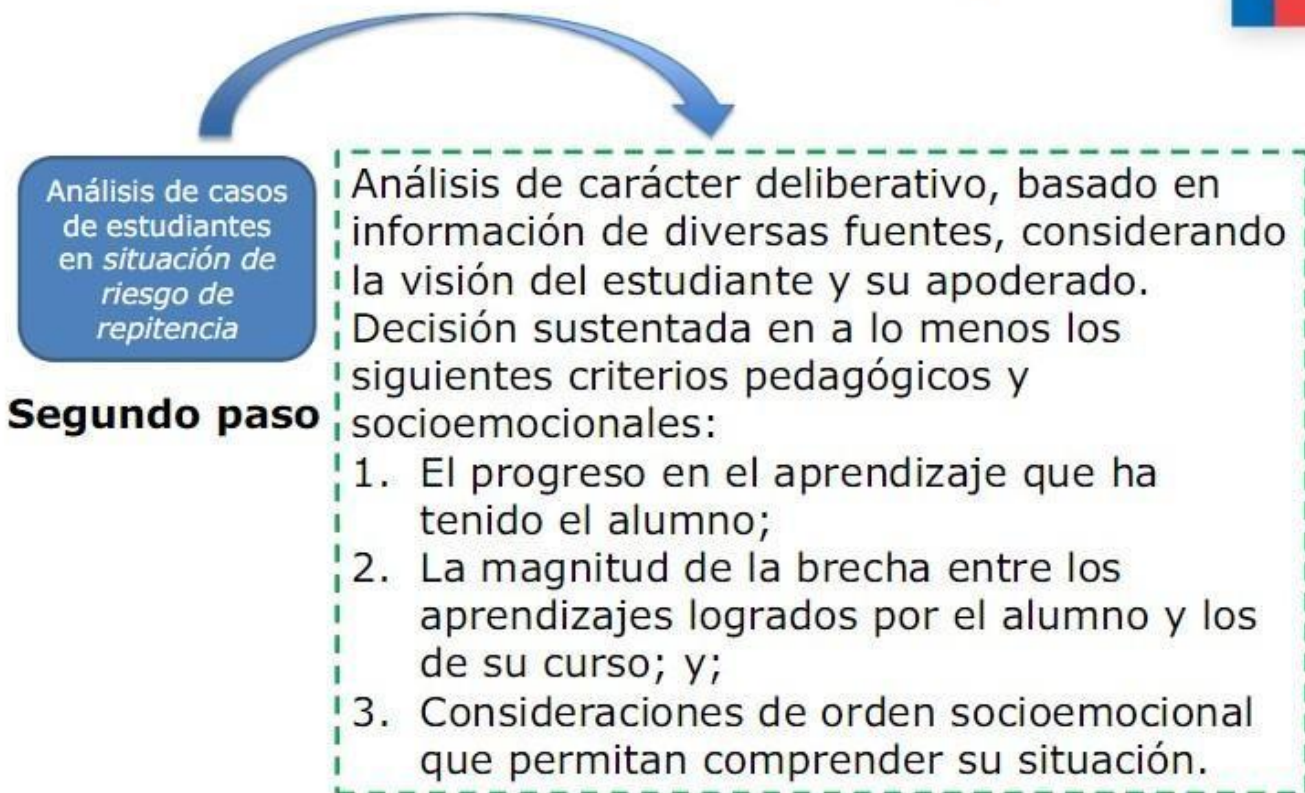 Análisis de casos
de estudiantes
en situación de
riesgo de
repitencia
Segundo paso
Análisis de carácter deliberativo, basado en
información de diversas fuentes, considerando
la visión del estudiante y su apoderado.
Decisión sustentada en a lo menos los
siguientes criterios pedagógicos y
socioemocionales:
1. El progreso en el aprendizaje que ha
tenido el alumno;
2. La magnitud de la brecha entre los
aprendizajes logrados por el alumno y los
de su curso; y;
3. Consideraciones de orden socioemocional
que permitan comprender su situación.